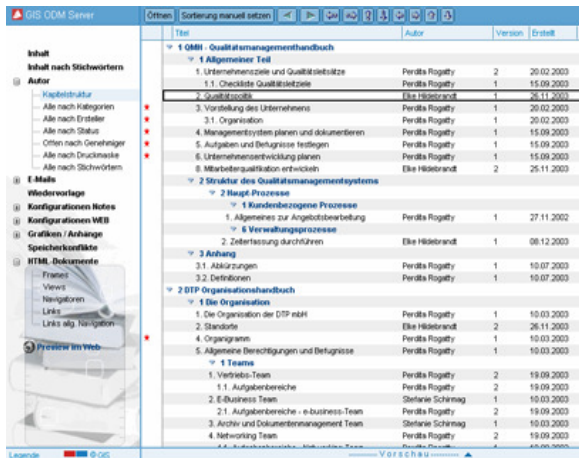 GIS ODM Server
Öffnen Sortierung manuell setzen
Titel Autor Version Erstellt
Inhalt
Inhalt nach Stichwörtern
Autor
Kapitelstruktur
Alle nach Kategorien
Alle nach Ersteller
Alle nach Status
Offen nach Genehmiger
Alle nach Druckmaske
Alle nach Stichwörtern
E-Mails
Wiedervorlage
Konfigurationen Notes
Konfigurationen WEB
Grafiken / Anhänge
Speicherkonflikte
HTML-Dokumente
Frames
Views
Navigatoren
Links
Links allg. Navigation
Preview im Web
Legende © GIS
1 QMH - Qualitätsmanagementhandbuch
1 Allgemeiner Teil
1. Unternehmensziele und Qualitätsleitsätze Perdita Rogatty 2 20.02.2003
1.1. Checkliste Qualitätsleitziele Perdita Rogatty 1 15.09.2003
2. Qualitätspolitik Elke Hildebrandt 2 26.11.2003
3. Vorstellung des Unternehmens Perdita Rogatty 1 20.02.2003
3.1. Organisation Perdita Rogatty 1 20.02.2003
4. Managementsystem planen und dokumentieren Perdita Rogatty 1 15.09.2003
5. Aufgaben und Befugnisse festlegen Perdita Rogatty 1 15.09.2003
6. Unternehmensentwicklung planen Perdita Rogatty 1 15.09.2003
8. Mitarbeiterqualifikation entwickeln Elke Hildebrandt 2 25.11.2003
2 Struktur des Qualitätsmanagementsystems
2 Haupt-Prozesse
1 Kundenbezogene Prozesse
1. Allgemeines zur Angebotsbearbeitung Perdita Rogatty 1 27.11.2002
6 Verwaltungsprozesse
2. Zeiterfassung durchführen Elke Hildebrandt 1 08.12.2003
3 Anhang
3.1. Abkürzungen Perdita Rogatty 1 10.07.2003
3.2. Definitionen Perdita Rogatty 1 10.07.2003
2 DTP Organisationshandbuch
1 Die Organisation
1. Die Organisation der DTP mbH Perdita Rogatty 1 10.03.2003
2. Standorte Elke Hildebrandt 2 26.11.2003
4. Organigramm Perdita Rogatty 1 10.03.2003
5. Allgemeine Berechtigungen und Befugnisse Perdita Rogatty 1 10.03.2003
1 Teams
1. Vertriebs-Team Perdita Rogatty 2 19.09.2003
1.1. Aufgabenbereiche Perdita Rogatty 2 19.09.2003
2. E-Business Team Stefanie Schirmag 1 10.03.2003
2.1. Aufgabenbereiche - e-business-Team Perdita Rogatty 2 19.09.2003
3. Archiv und Dokumentenmanagement Team Stefanie Schirmag 1 10.03.2003
4. Networking Team Perdita Rogatty 2 19.09.2003
Vorschau